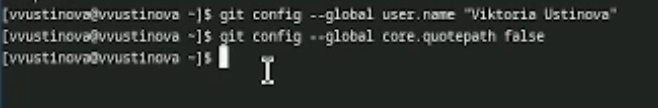 [vvustinova@vvustinova ~]$ git config --global user.name "Viktoria Ustinova"
[vvustinova@vvustinova ~]$ git config --global core.quotepath false
[vvustinova@vvustinova ~]$